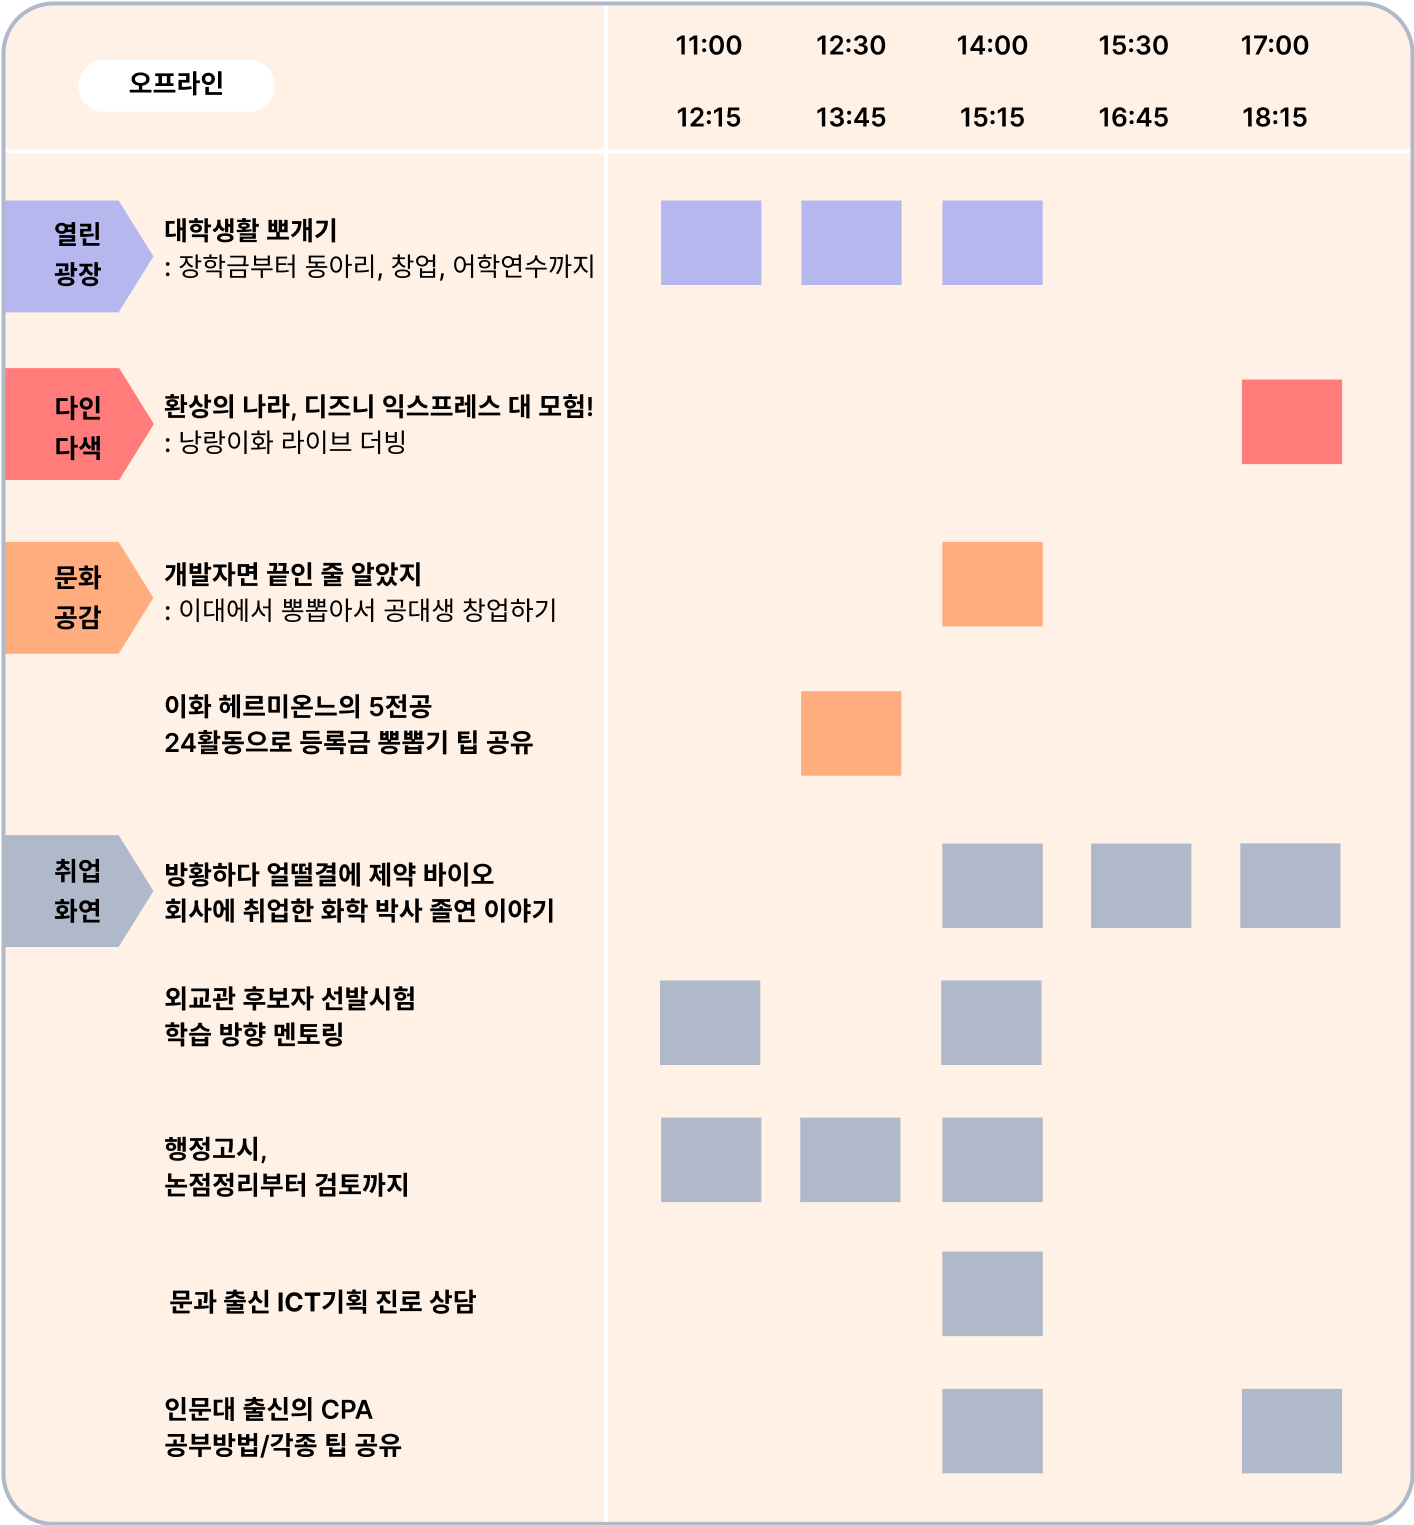 오프라인
11:00 12:30 14:00 15:30 17:00
12:15 13:45 15:15 16:45 18:15
열린
광장
대학생활 뽀개기
: 장학금부터 동아리, 창업, 어학연수까지
다인
다색
환상의 나라, 디즈니 익스프레스 대 모험!
: 낭랑이화 라이브 더빙
문화
공감
개발자면 끝인 줄 알았지
: 이대에서 뽕뽑아서 공대생 창업하기
이화 헤르미온느의 5전공
24활동으로 등록금 뽕뽑기 팁 공유
취업
화연
방황하다 얼떨결에 제약 바이오
회사에 취업한 화학 박사 졸연 이야기
외교관 후보자 선발시험
학습 방향 멘토링
행정고시,
논점정리부터 검토까지
문과 출신 ICT기획 진로 상담
인문대 출신의 CPA
공부방법/각종 팁 공유